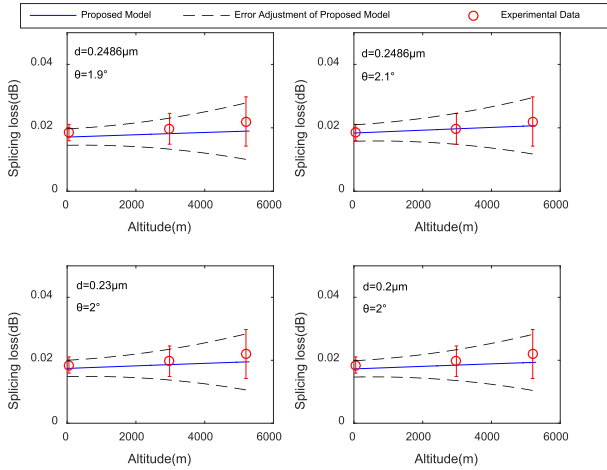 Proposed Model Error Adjustment of Proposed Model Experimental Data
d=0.2486μm
θ=1.9°
0.04
0.02
0
Splicing loss(dB)
0 2000 4000 6000
Altitude(m)
d=0.2486μm
θ=2.1°
0.04
0.02
0
Splicing loss(dB)
0 2000 4000 6000
Altitude(m)
d=0.23μm
θ=2°
0.04
0.02
0
Splicing loss(dB)
0 2000 4000 6000
Altitude(m)
d=0.2μm
θ=2°
0.04
0.02
0
Splicing loss(dB)
0 2000 4000 6000
Altitude(m)